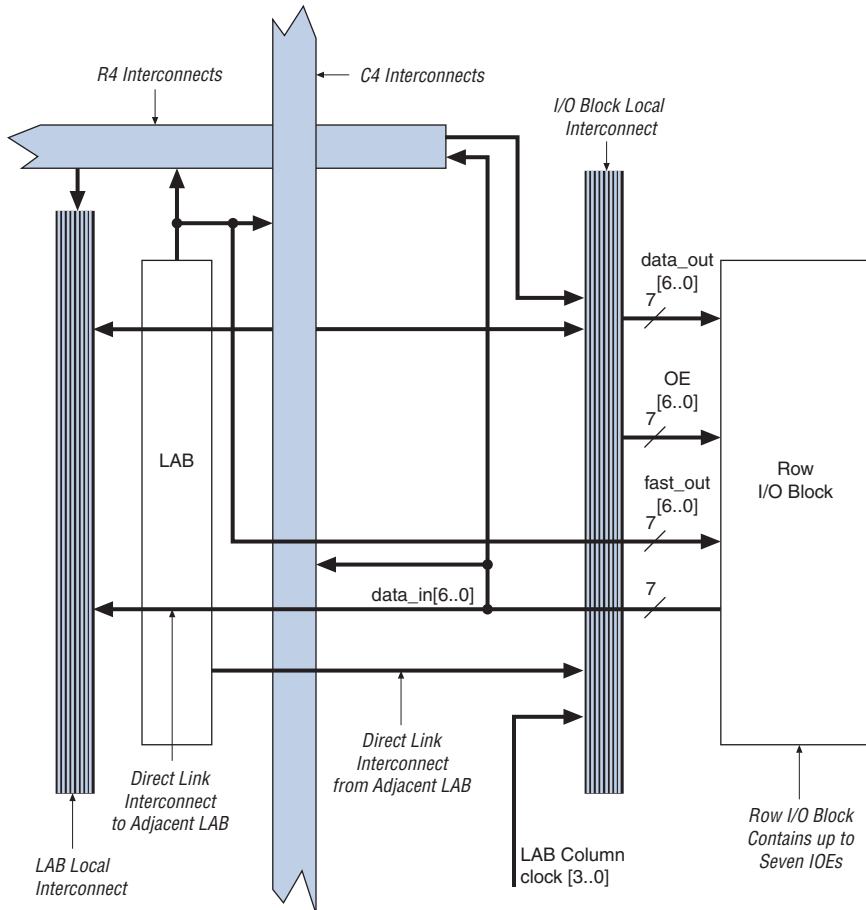 R4 Interconnects
C4 Interconnects
I/O Block Local
Interconnect
data_out
[6..0]
7
OE
[6..0]
7
LAB
Row
I/O Block
fast_out
[6..0]
7
data_in[6..0]
7
Direct Link
Interconnect
to Adjacent LAB
Direct Link
Interconnect
from Adjacent LAB
Row I/O Block
Contains up to
Seven IOEs
LAB Local
Interconnect
LAB Column
clock [3..0]